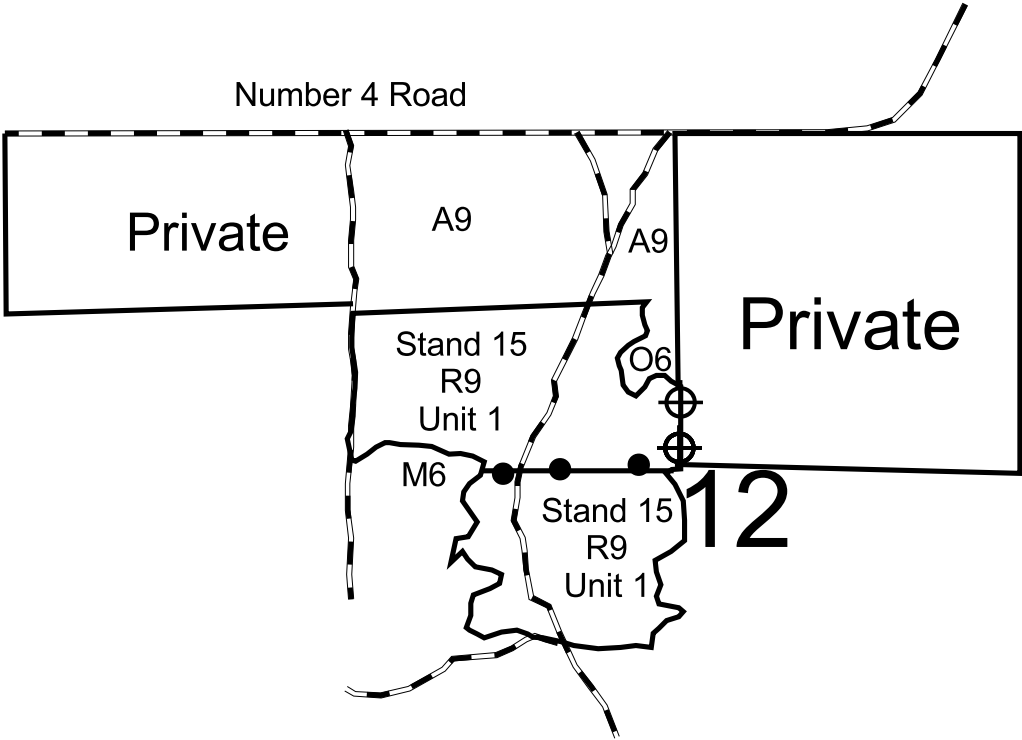 Number 4 Road
Private
A9
A9
Private
Stand 15
R9
Unit 1
O6
M6
12
Stand 15
R9
Unit 1